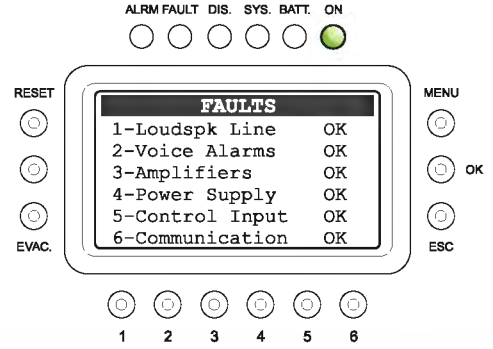 ALRM FAULT DIS. SYS. BATT. ON
RESET
MENU
FAULTS
1-Loudspk Line OK
2-Voice Alarms OK
3-Amplifiers OK
4-Power Supply OK
5-Control Input OK
6-Communication OK
OK
EVAC.
ESC
1 2 3 4 5 6